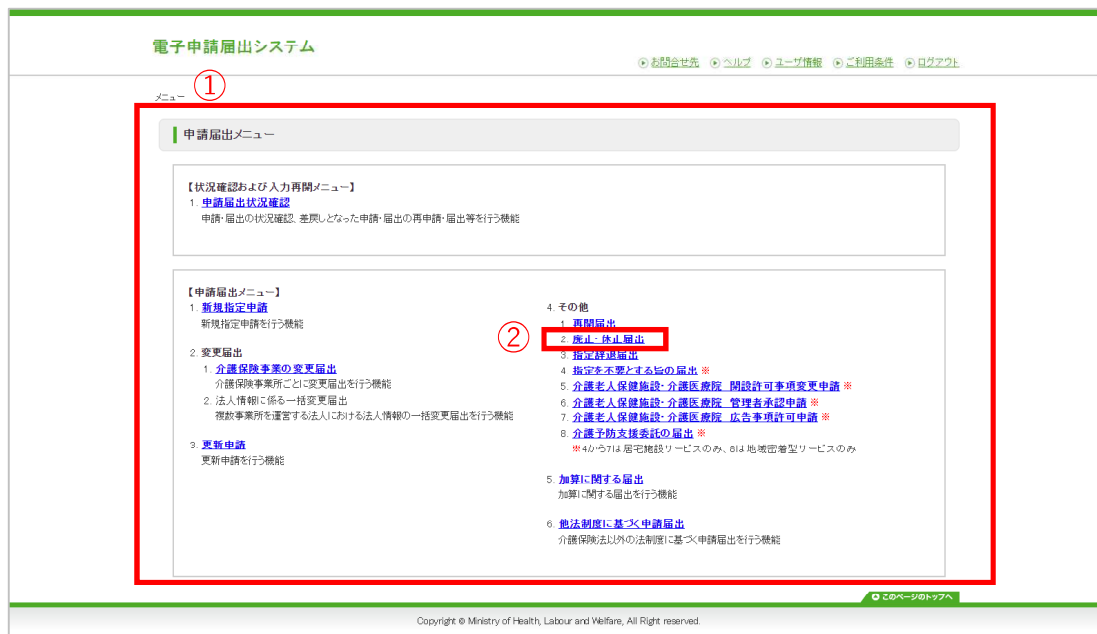 電子申請届出システム
お問合せ先 ヘルプ ユーザ情報 ご利用条件 ログアウト
メニュー
①
申請届出メニュー
【状況確認および入力再開メニュー】
1. 申請届出状況確認
申請・届出の状況確認、差戻しとなった申請・届出の再申請・届出等を行う機能
【申請届出メニュー】
1. 新規指定申請
新規指定申請を行う機能
2. 変更届出
1. 介護保険事業の変更届出
介護保険事業所ごとに変更届出を行う機能
2. 法人情報に係る一括変更届出
複数事業所を運営する法人における法人情報の一括変更届出を行う機能
3. 更新申請
更新申請を行う機能
4. その他
1. 再開届出
②
2. 廃止・休止届出
3. 指定辞退届出
4. 指定を不要とする旨の届出 ※
5. 介護老人保健施設・介護医療院 開設許可事項変更申請 ※
6. 介護老人保健施設・介護医療院 管理者承認申請 ※
7. 介護老人保健施設・介護医療院 広告事項許可申請 ※
8. 介護予防支援委託の届出 ※
※4から7は居宅施設サービスのみ、8は地域密着型サービスのみ
5. 加算に関する届出
加算に関する届出を行う機能
6. 他法制度に基づく申請届出
介護保険法以外の法制度に基づく申請届出を行う機能
このページのトップへ
Copyright © Ministry of Health, Labour and Welfare, All Right reserved.